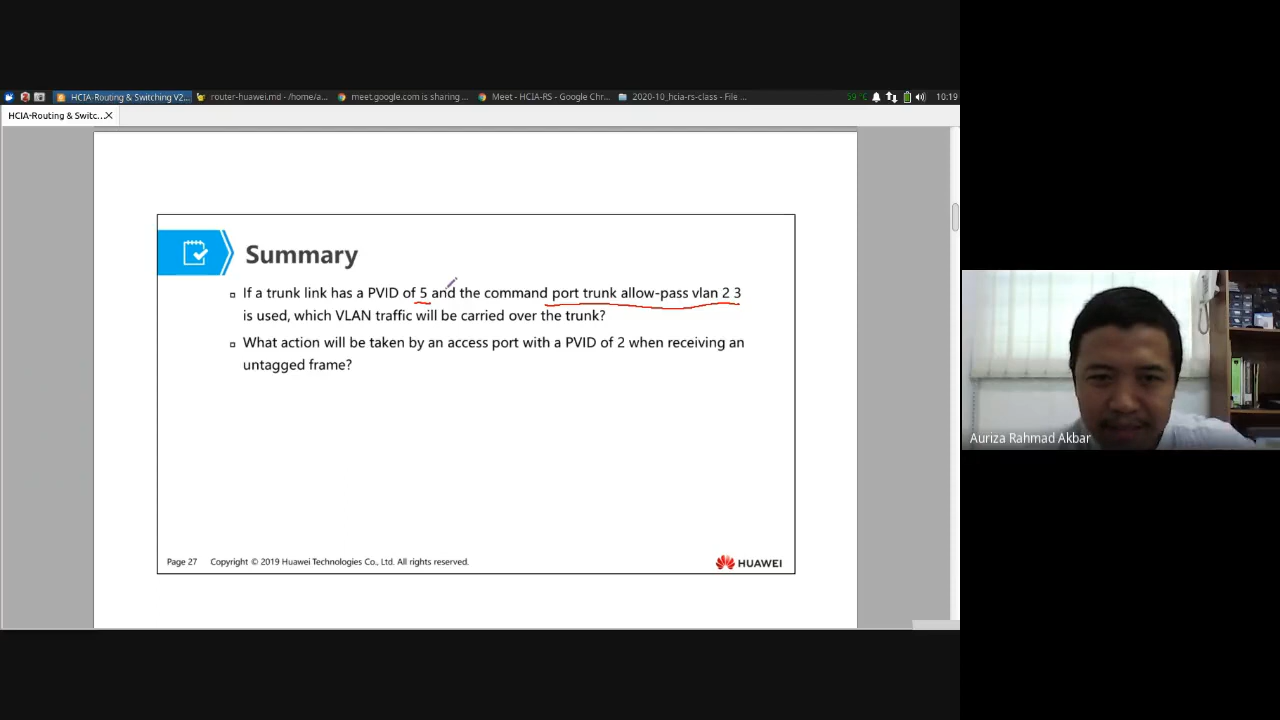 HCIA-Routing & Switching V2...
router-huawei.md - /home/a...
meet.google.com is sharing ...
Meet - HCIA-RS - Google Chr...
2020-10_hcia-rs-class - File ...
59 °C
10:19
HCIA-Routing & Switc...
Summary
If a trunk link has a PVID of 5 and the command port trunk allow-pass vlan 2 3
is used, which VLAN traffic will be carried over the trunk?
What action will be taken by an access port with a PVID of 2 when receiving an
untagged frame?
Auriza Rahmad Akbar
Page 27 Copyright © 2019 Huawei Technologies Co., Ltd. All rights reserved.
HUAWEI